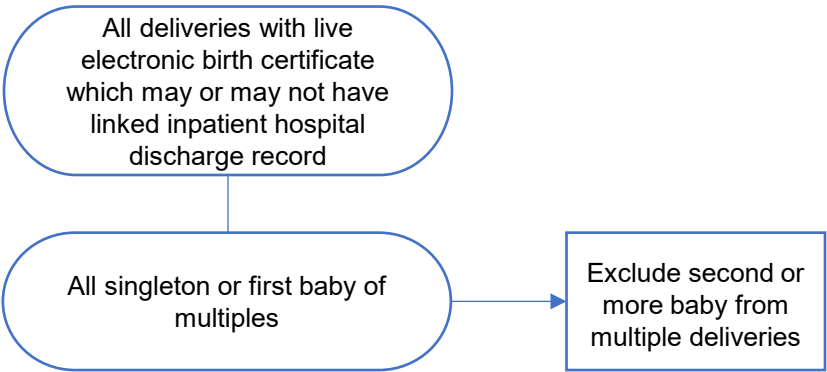 All deliveries with live
electronic birth certificate
which may or may not have
linked inpatient hospital
discharge record
All singleton or first baby of
multiples
Exclude second or
more baby from
multiple deliveries